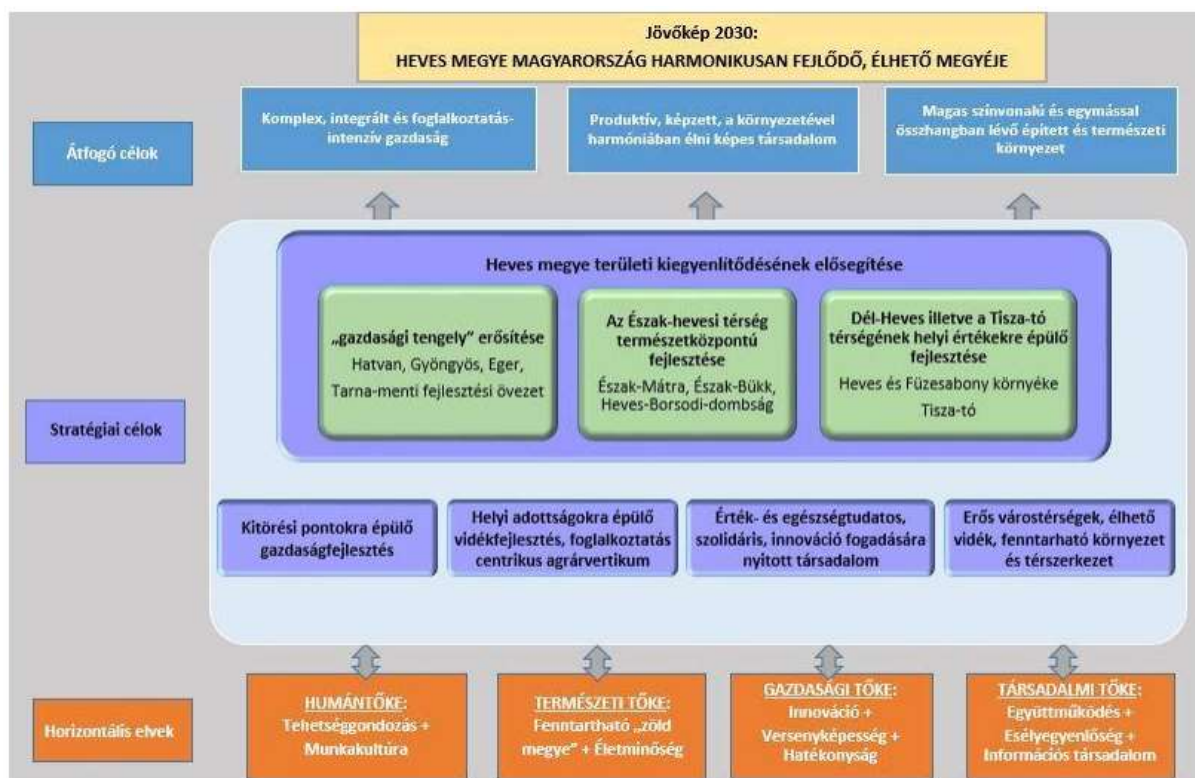 Jövőkép 2030:
HEVES MEGYE MAGYARORSZÁG HARMONIKUSAN FEJLŐDŐ, ÉLHETŐ MEGYÉJE
Átfogó célok
Komplex, integrált és foglalkoztatás-
intenzív gazdaság
Produktív, képzett, a környezetével
harmóniában élni képes társadalom
Magas színvonalú és egymással
összhangban lévő épített és természeti
környezet
Stratégiai célok
Heves megye területi kiegyenlítődésének elősegítése
„gazdasági tengely” erősítése
Hatvan, Gyöngyös, Eger,
Tarna-menti fejlesztési övezet
Az Észak-hevesi térség
természetközpontú
fejlesztése
Észak-Mátra, Észak-Bükk,
Heves-Borsodi-dombság
Dél-Heves illetve a Tisza-tó
térségének helyi értékekre épülő
fejlesztése
Heves és Füzesabony környéke
Tisza-tó
Kitörési pontokra épülő
gazdaságfejlesztés
Helyi adottságokra épülő
vidékfejlesztés, foglalkoztatás
centrikus agrárvertikum
Érték- és egészségtudatos,
szolidáris, innováció fogadására
nyitott társadalom
Erős várostérségek, élhető
vidék, fenntarható környezet
és térszerkezet
Horizontális elvek
HUMÁNTŐKE:
Tehetséggondozás +
Munkakultúra
TERMÉSZETI TŐKE:
Fenntartható „zöld
megye” + Életminőség
GAZDASÁGI TŐKE:
Innováció +
Versenyképesség +
Hatékonyság
TÁRSADALMI TŐKE:
Együttműködés +
Esélyegyenlőség +
Információs társadalom